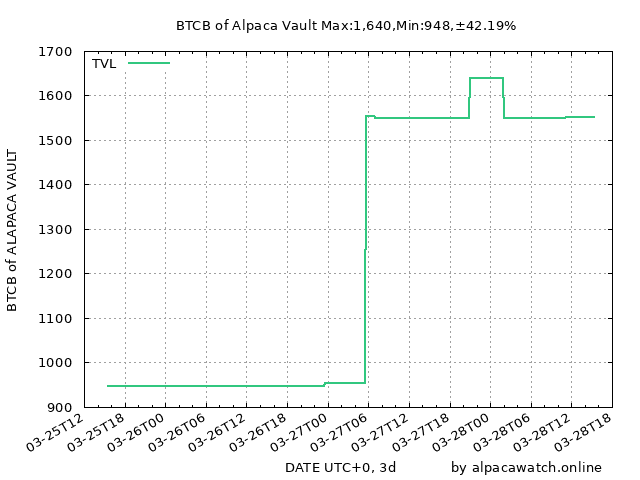 BTCB of Alpaca Vault Max:1,640,Min:948,±42.19%
TVL
BTCB of ALAPACA VAULT
1700
1600
1500
1400
1300
1200
1100
1000
900
03-25T12
03-25T18
03-26T00
03-26T06
03-26T12
03-26T18
03-27T00
03-27T06
03-27T12
03-27T18
03-28T00
03-28T06
03-28T12
03-28T18
DATE UTC+0, 3d
by alpacawatch.online